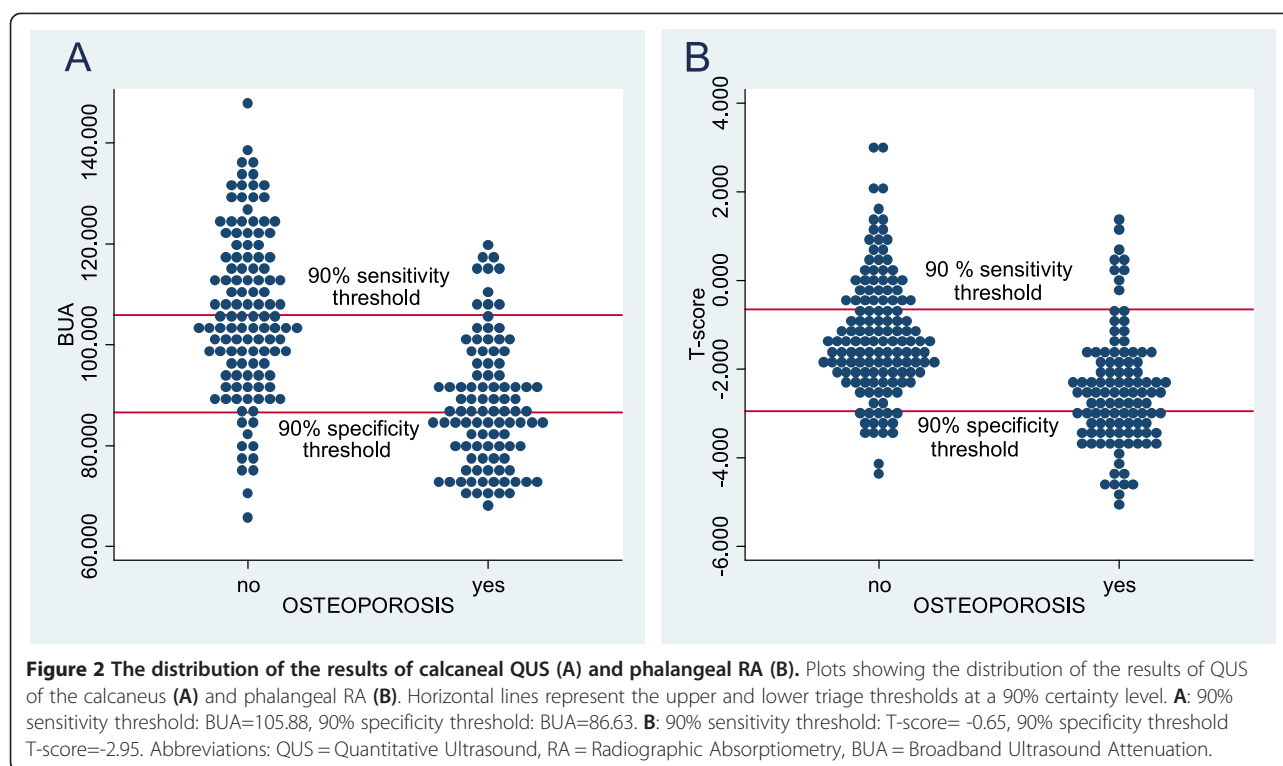 A
B
140.000
120.000
100.000
80.000
60.000
BUA
90% sensitivity
threshold
90% specificity
threshold
no
yes
OSTEOPOROSIS
4.000
2.000
0.000
-2.000
-4.000
-6.000
T-score
90 % sensitivity
threshold
90% specificity
threshold
no
yes
OSTEOPOROSIS
Figure 2 The distribution of the results of calcaneal QUS (A) and phalangeal RA (B). Plots showing the distribution of the results of QUS
of the calcaneus (A) and phalangeal RA (B). Horizontal lines represent the upper and lower triage thresholds at a 90% certainty level. A: 90%
sensitivity threshold: BUA=105.88, 90% specificity threshold: BUA=86.63. B: 90% sensitivity threshold: T-score= -0.65, 90% specificity threshold
T-score=-2.95. Abbreviations: QUS = Quantitative Ultrasound, RA = Radiographic Absorptiometry, BUA = Broadband Ultrasound Attenuation.